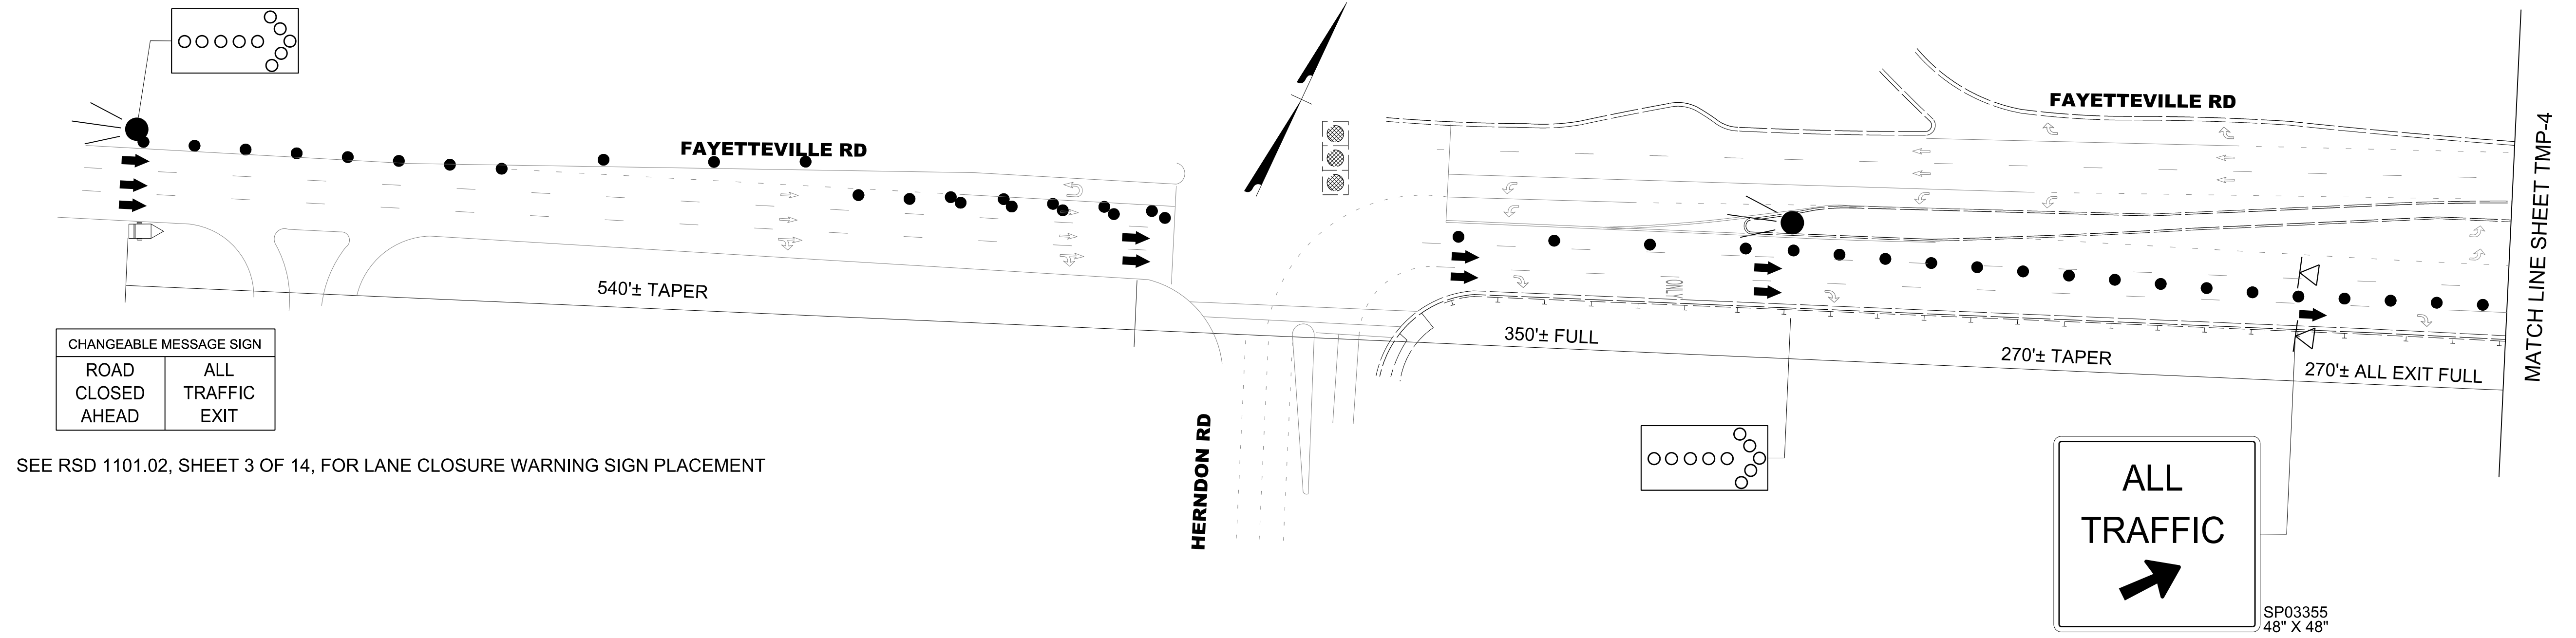 FAYETTEVILLE RD
FAYETTEVILLE RD
MATCH LINE SHEET TMP-4
540'± TAPER
ONLY
350'± FULL
270'± TAPER
270'± ALL EXIT FULL
CHANGEABLE MESSAGE SIGN
ROAD
CLOSED
AHEAD
ALL
TRAFFIC
EXIT
SEE RSD 1101.02, SHEET 3 OF 14, FOR LANE CLOSURE WARNING SIGN PLACEMENT
HERNDON RD
ALL
TRAFFIC
SP03355
48" X 48"